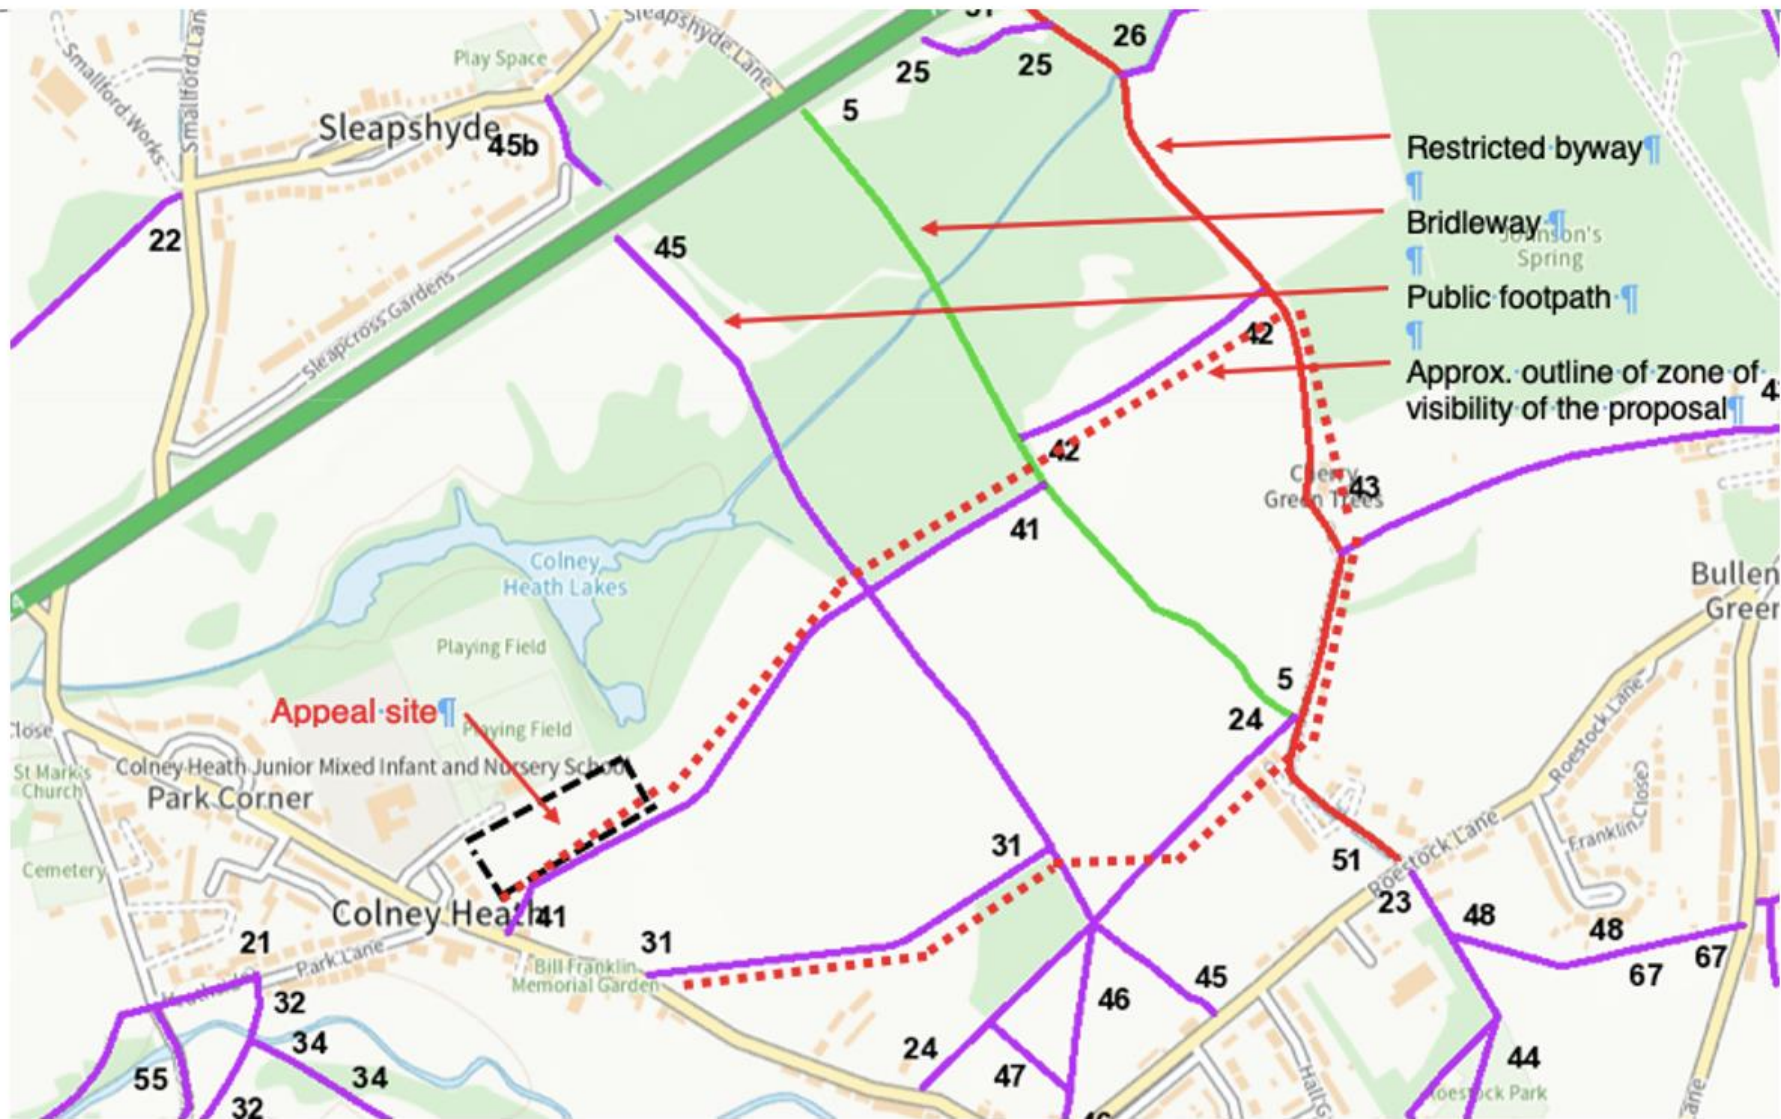 Sleapshyde Lane
Smallford Lan
Smallford Works
Play Space
26
25
25
5
Sleapshyde
45b
Restricted·byway¶
¶
Bridleway·¶
Johnson's
Spring
¶
Public·footpath·¶
¶
Approx.·outline·of·zone·of·
visibility·of·the·proposal¶
22
45
Sleapcross Gardens
42
42
41
Cherry
Green Trees
43
Colney
Heath Lakes
Bullen
Green
Playing Field
Appeal·site¶
Playing Field
5
24
Close
St Mark's
Church
Colney Heath Junior Mixed Infant and Nursery School
Park Corner
Cemetery
Roestock Lane
Franklin Close
31
51
Roestock Lane
23
Colney Heath
41
48
48
67
67
21
Park Lane
31
Bill Franklin
Memorial Garden
Heathside
32
34
34
55
32
46
45
24
47
44
Roestock Park